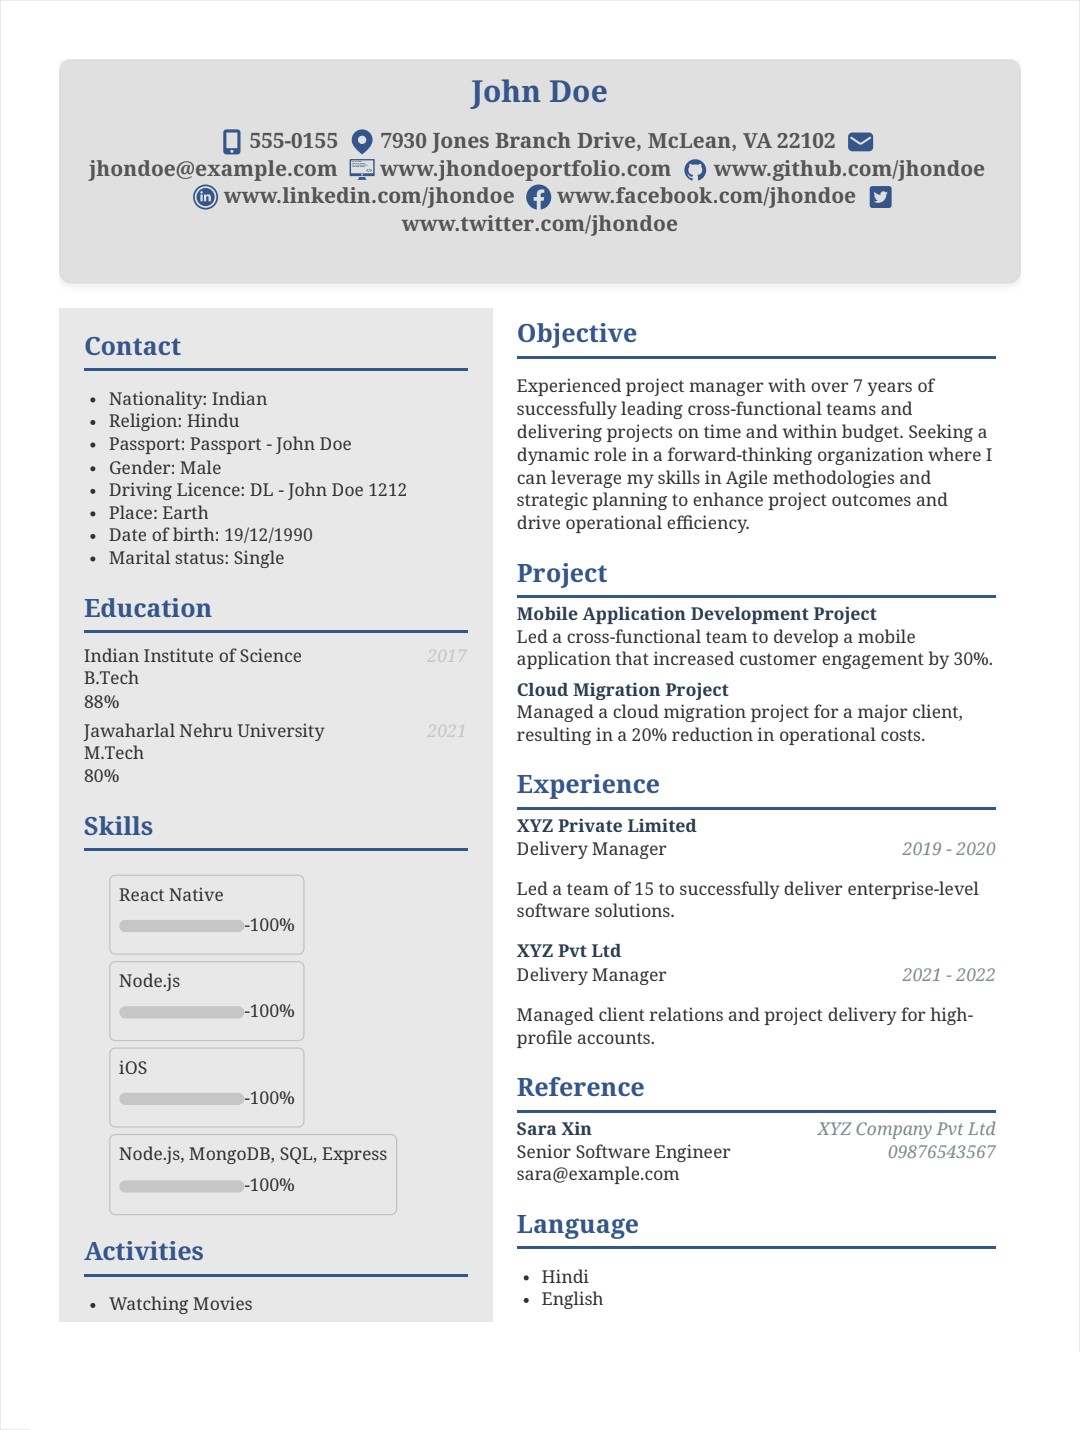 John Doe
555-0155 7930 Jones Branch Drive, McLean, VA 22102
jhondoe@example.com www.jhondoeportfolio.com www.github.com/jhondoe
www.linkedin.com/jhondoe www.facebook.com/jhondoe
www.twitter.com/jhondoe
Contact
• Nationality: Indian
• Religion: Hindu
• Passport: Passport - John Doe
• Gender: Male
• Driving Licence: DL - John Doe 1212
• Place: Earth
• Date of birth: 19/12/1990
• Marital status: Single
Education
Indian Institute of Science 2017
B.Tech
88%
Jawaharlal Nehru University 2021
M.Tech
80%
Skills
React Native
-100%
Node.js
-100%
iOS
-100%
Node.js, MongoDB, SQL, Express
-100%
Activities
• Watching Movies
Objective
Experienced project manager with over 7 years of
successfully leading cross-functional teams and
delivering projects on time and within budget. Seeking a
dynamic role in a forward-thinking organization where I
can leverage my skills in Agile methodologies and
strategic planning to enhance project outcomes and
drive operational efficiency.
Project
Mobile Application Development Project
Led a cross-functional team to develop a mobile
application that increased customer engagement by 30%.
Cloud Migration Project
Managed a cloud migration project for a major client,
resulting in a 20% reduction in operational costs.
Experience
XYZ Private Limited
Delivery Manager 2019 - 2020
Led a team of 15 to successfully deliver enterprise-level
software solutions.
XYZ Pvt Ltd
Delivery Manager 2021 - 2022
Managed client relations and project delivery for high-
profile accounts.
Reference
Sara Xin XYZ Company Pvt Ltd
Senior Software Engineer 09876543567
sara@example.com
Language
• Hindi
• English